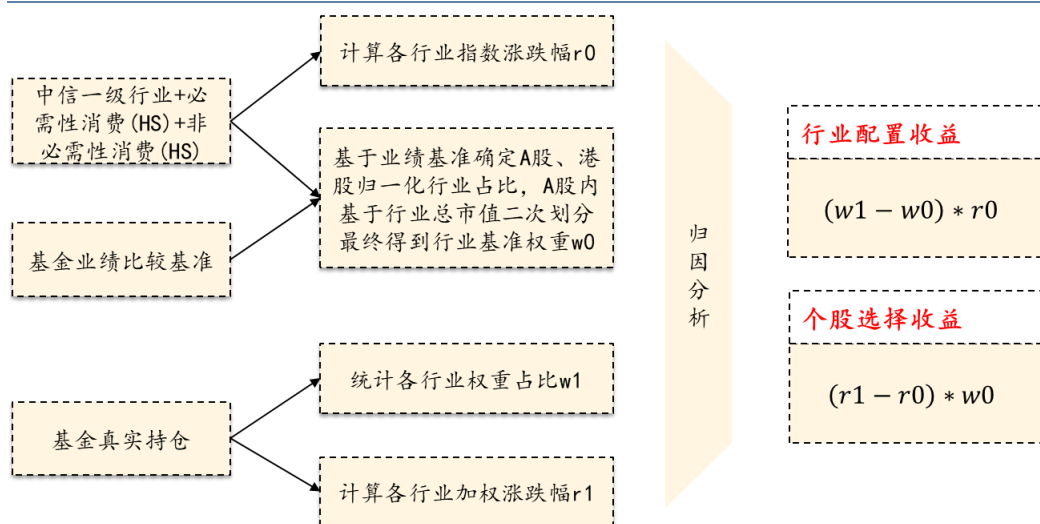 中信一级行业+必
需性消费(HS)+非
必需性消费(HS)
基金业绩比较基准
基金真实持仓
计算各行业指数涨跌幅r0
基于业绩基准确定A股、港
股归一化行业占比，A股内
基于行业总市值二次划分
最终得到行业基准权重w0
统计各行业权重占比w1
计算各行业加权涨跌幅r1
归
因
分
析
行业配置收益
(w1 − w0) * r0
个股选择收益
(r1 − r0) * w0